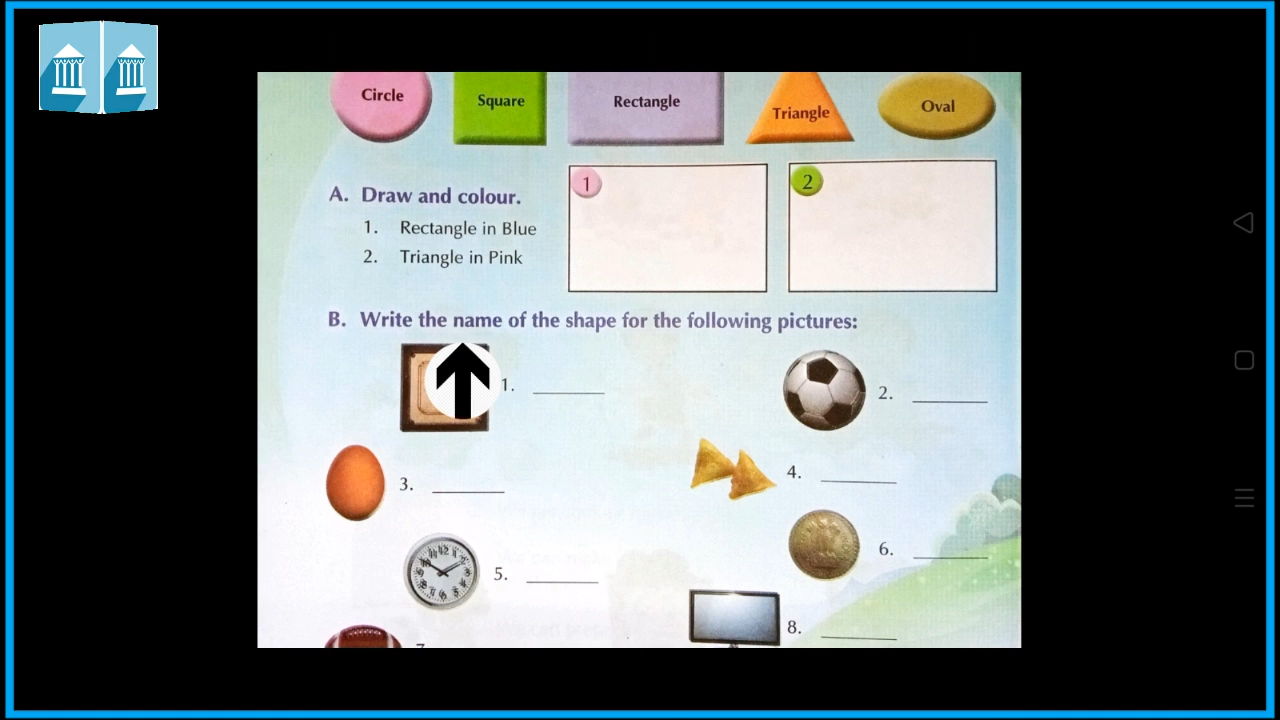 Circle
Square
Rectangle
Triangle
Oval
A. Draw and colour.
1. Rectangle in Blue
2. Triangle in Pink
1
2
B. Write the name of the shape for the following pictures:
1.
2.
3.
4.
5.
6.
8.